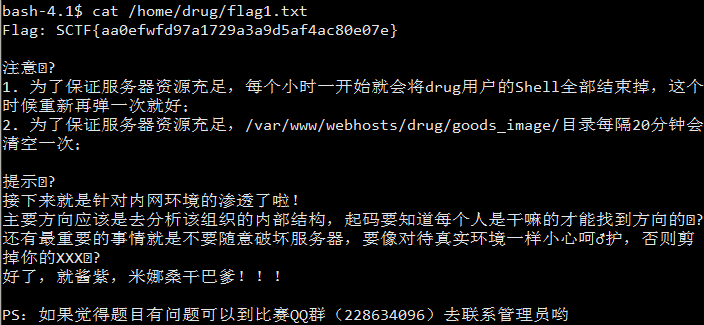 bash-4.1$ cat /home/drug/flag1.txt
Flag: SCTF{aa0efwfd97a1729a3a9d5af4ac80e07e}
注意�?
1. 为了保证服务器资源充足，每个小时一开始就会将drug用户的Shell全部结束掉，这个
时候重新再弹一次就好；
2. 为了保证服务器资源充足，/var/www/webhosts/drug/goods_image/目录每隔20分钟会
清空一次；
提示�?
接下来就是针对内网环境的渗透了啦！
主要方向应该是去分析该组织的内部结构，起码要知道每个人是干嘛的才能找到方向的�?
还有最重要的事情就是不要随意破坏服务器，要像对待真实环境一样小心呵♂护，否则剪
掉你的XXX�?
好了，就酱紫，米娜桑干巴爹！！！
PS：如果觉得题目有问题可以到比赛QQ群（228634096）去联系管理员哟